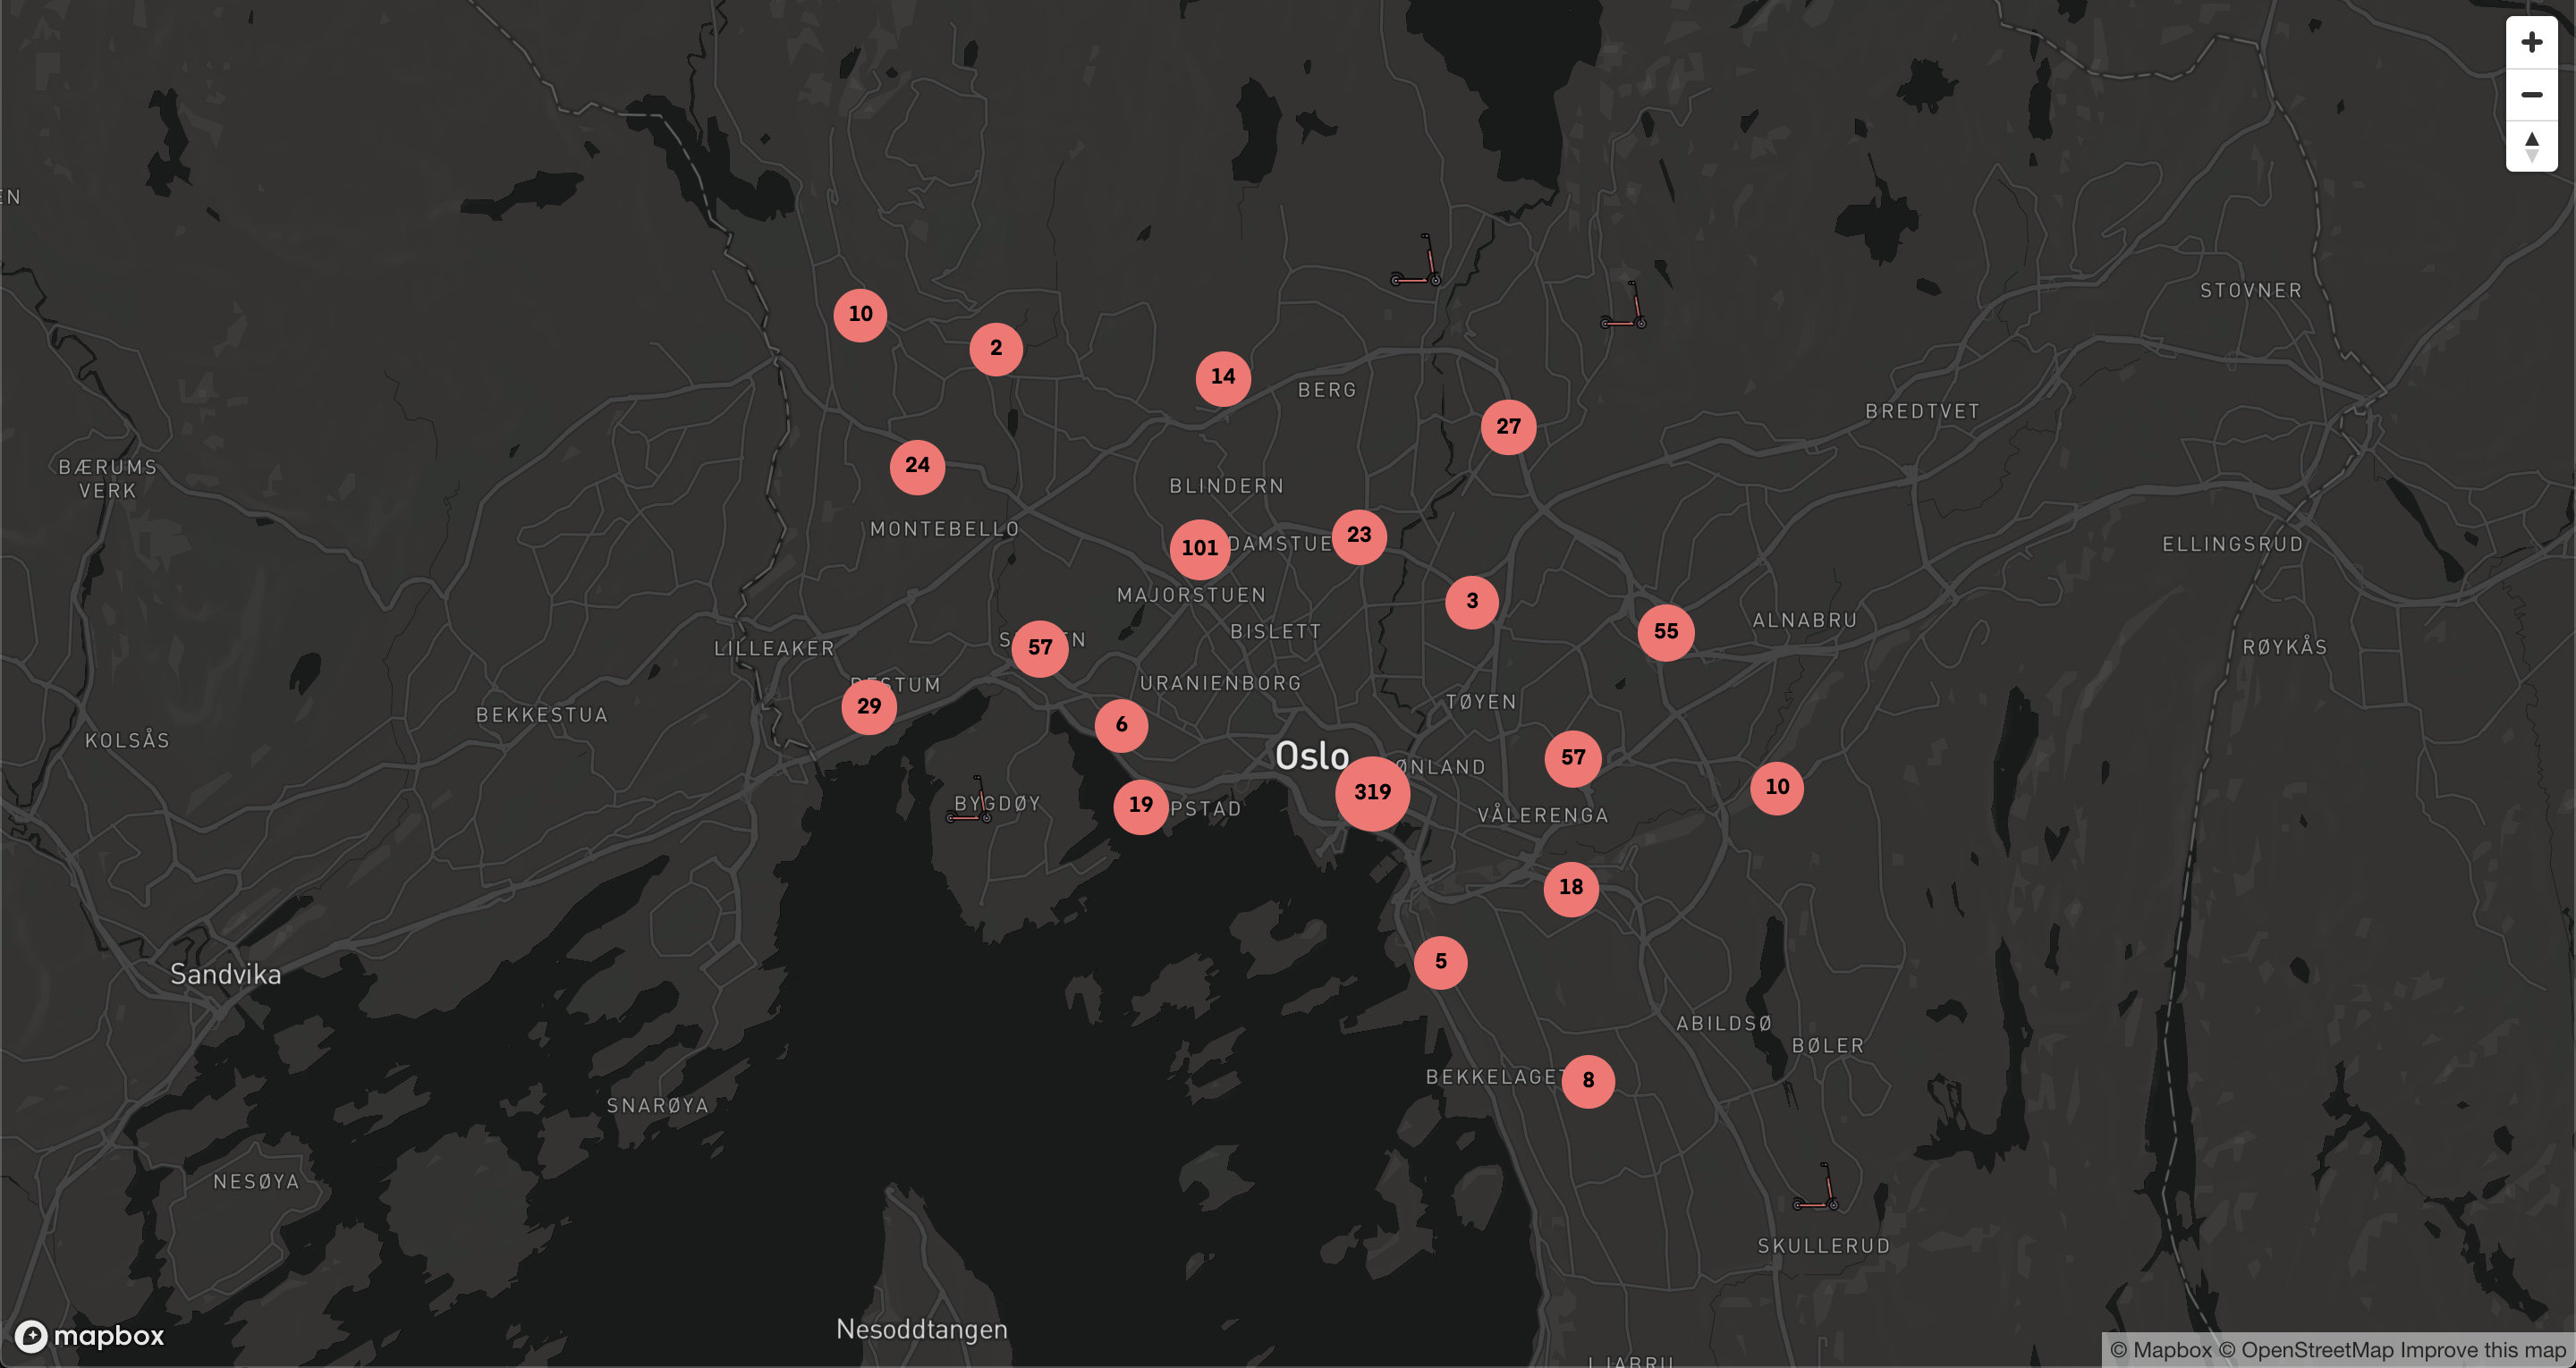 EN
STOVNER
10
2
14
BERG
BREDTVET
27
BÆRUMS
VERK
24
BLINDERN
MONTEBELLO
101
DAMSTUE
23
ELLINGSRUD
MAJORSTUEN
3
BISLETT
55
ALNABRU
LILLEAKER
57
RØYKÅS
URANIENBORG
29
STUM
BEKKESTUA
TØYEN
KOLSÅS
6
Oslo
ØNLAND
57
319
10
BYGDØY
19
PSTAD
VÅLERENGA
18
5
Sandvika
ABILDSØ
BØLER
BEKKELAGET
8
SNARØYA
NESØYA
SKULLERUD
Nesoddtangen
mapbox
© Mapbox © OpenStreetMap Improve this map